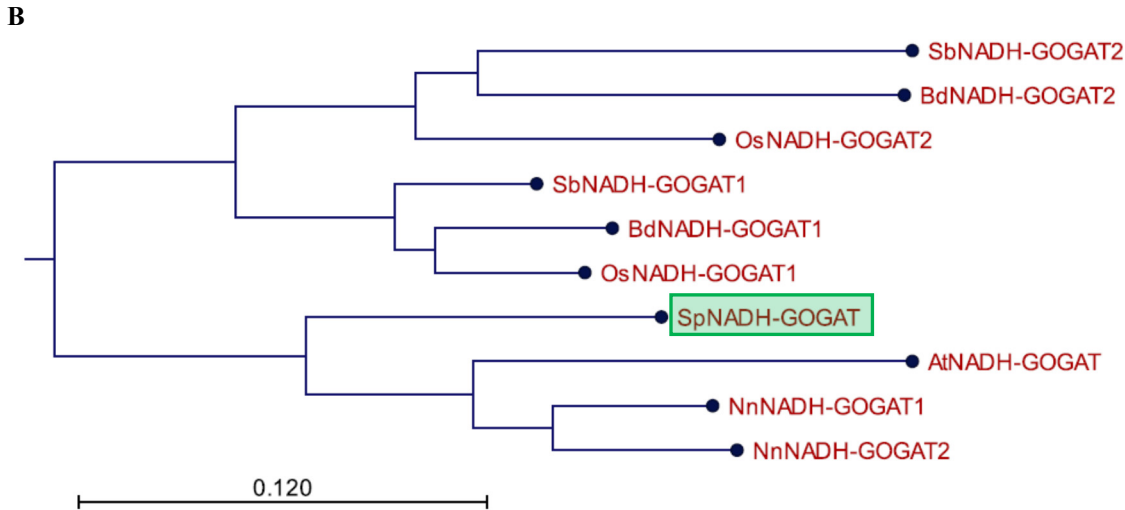 B
SbNADH-GOGAT2
BdNADH-GOGAT2
OsNADH-GOGAT2
SbNADH-GOGAT1
BdNADH-GOGAT1
OsNADH-GOGAT1
SpNADH-GOGAT
AtNADH-GOGAT
NnNADH-GOGAT1
NnNADH-GOGAT2
0.120